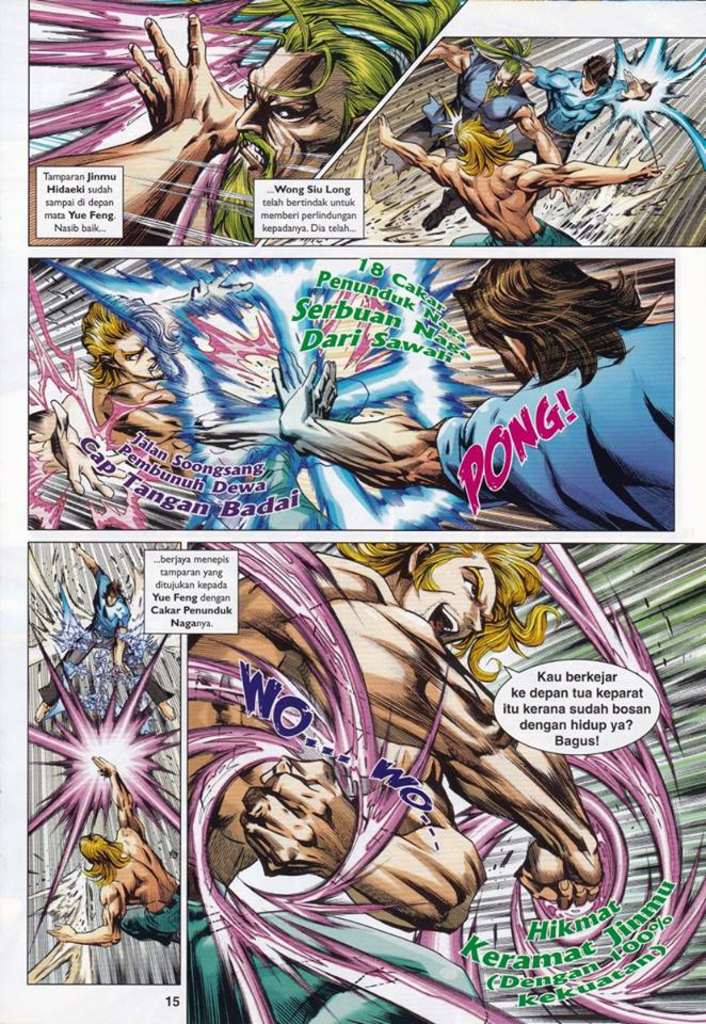 Tamparan Jinmu
Hidaeki sudah
sampai di depan
mata Yue Feng.
Nasib baik...
...Wong Siu Long
telah bertindak untuk
memberi perlindungan
kepadanya. Dia telah...
18 Cakar
Penunduk Naga
Serbuan Naga
Dari Sawah
Jalan Soongsang
Pembunuh Dewa
Cap Tangan Badai
PONG!
...berjaya menepis
tamparan yang
ditujukan kepada
Yue Feng dengan
Cakar Penunduk
Naganya.
WO... WO...
Kau berkejar
ke depan tua keparat
itu kerana sudah bosan
dengan hidup ya?
Bagus!
Hikmat
Keramat Jinmu
(Dengan 100%
kekuatan)
15